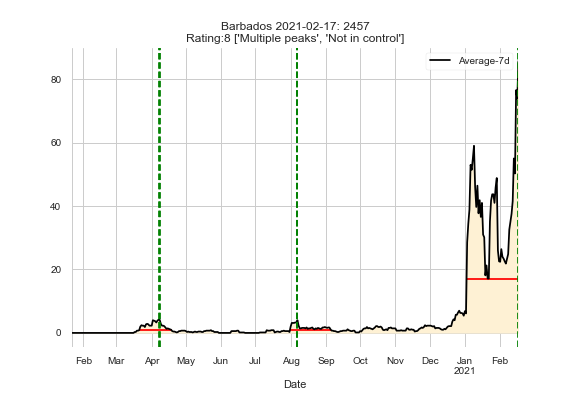 Barbados 2021-02-17: 2457
Rating:8 ['Multiple peaks', 'Not in control']
Average-7d
80
60
40
20
0
Feb Mar Apr May Jun Jul Aug Sep Oct Nov Dec Jan Feb
2021
Date